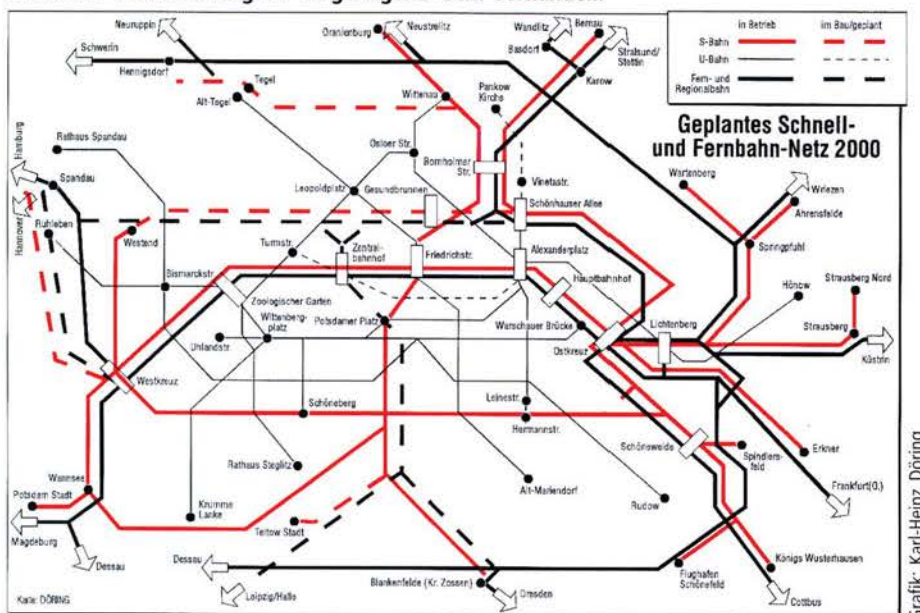 in Betrieb
im Bau/geplant
S-Bahn
U-Bahn
Fern- und
Regionalbahn
Geplantes Schnell-
und Fernbahn-Netz 2000
Neuruppin
Oranienburg
Neustrelitz
Wandlitz
Bernau
Schwerin
Basdorf
Stralsund/
Stettin
Hennigsdorf
Karow
Tegel
Alt-Tegel
Wittenau
Pankow
Kirche
Rathaus Spandau
Osloer Str.
Bornholmer
Str.
Hamburg
Spandau
Leopoldplatz
Gesundbrunnen
Vinetastr.
Wartenberg
Wriezen
Schönhauser Allee
Ahrensfelde
Hannover
Ruhleben
Westend
Turmstr.
Zentral-
bahnhof
Friedrichstr.
Alexanderplatz
Springpfuhl
Bismarckstr.
Hauptbahnhof
Strausberg Nord
Hönow
Zoologischer Garten
Wittenberg-
platz
Potsdamer Platz
Warschauer Brücke
Lichtenberg
Strausberg
Uhlandstr.
Ostkreuz
Küstrin
Westkreuz
Leinestr.
Schöneberg
Hermannstr.
Schöneweide
Erkner
Rathaus Steglitz
Spindlers-
feld
Wannsee
Alt-Mariendorf
Frankfurt(O.)
Potsdam Stadt
Krumme
Lanke
Rudow
Teltow Stadt
Magdeburg
Dessau
Dessau
Königs Wusterhausen
Flughafen
Schönefeld
Karte: DÖRING
Leipzig/Halle
Blankenfelde (Kr. Zossen)
Dresden
Cottbus
Grafik: Karl-Heinz Döring